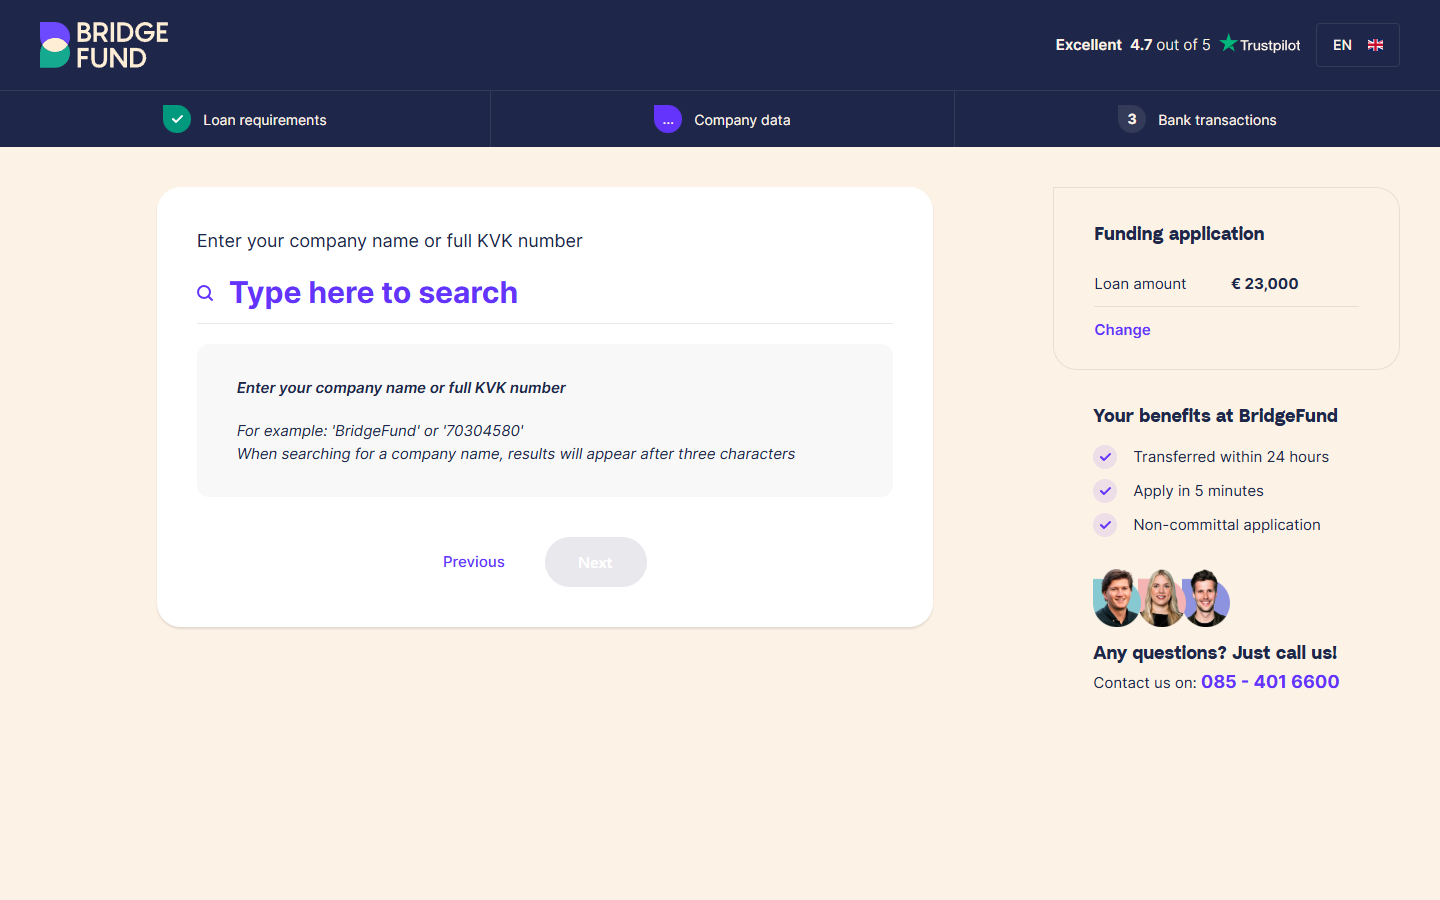 BRIDGE
FUND
Excellent 4.7 out of 5 Trustpilot
EN
Loan requirements
... Company data
3 Bank transactions
Enter your company name or full KVK number
Type here to search
Enter your company name or full KVK number
For example: 'BridgeFund' or '70304580'
When searching for a company name, results will appear after three characters
Previous
Next
Funding application
Loan amount € 23,000
Change
Your benefits at BridgeFund
Transferred within 24 hours
Apply in 5 minutes
Non-committal application
Any questions? Just call us!
Contact us on: 085 - 401 6600